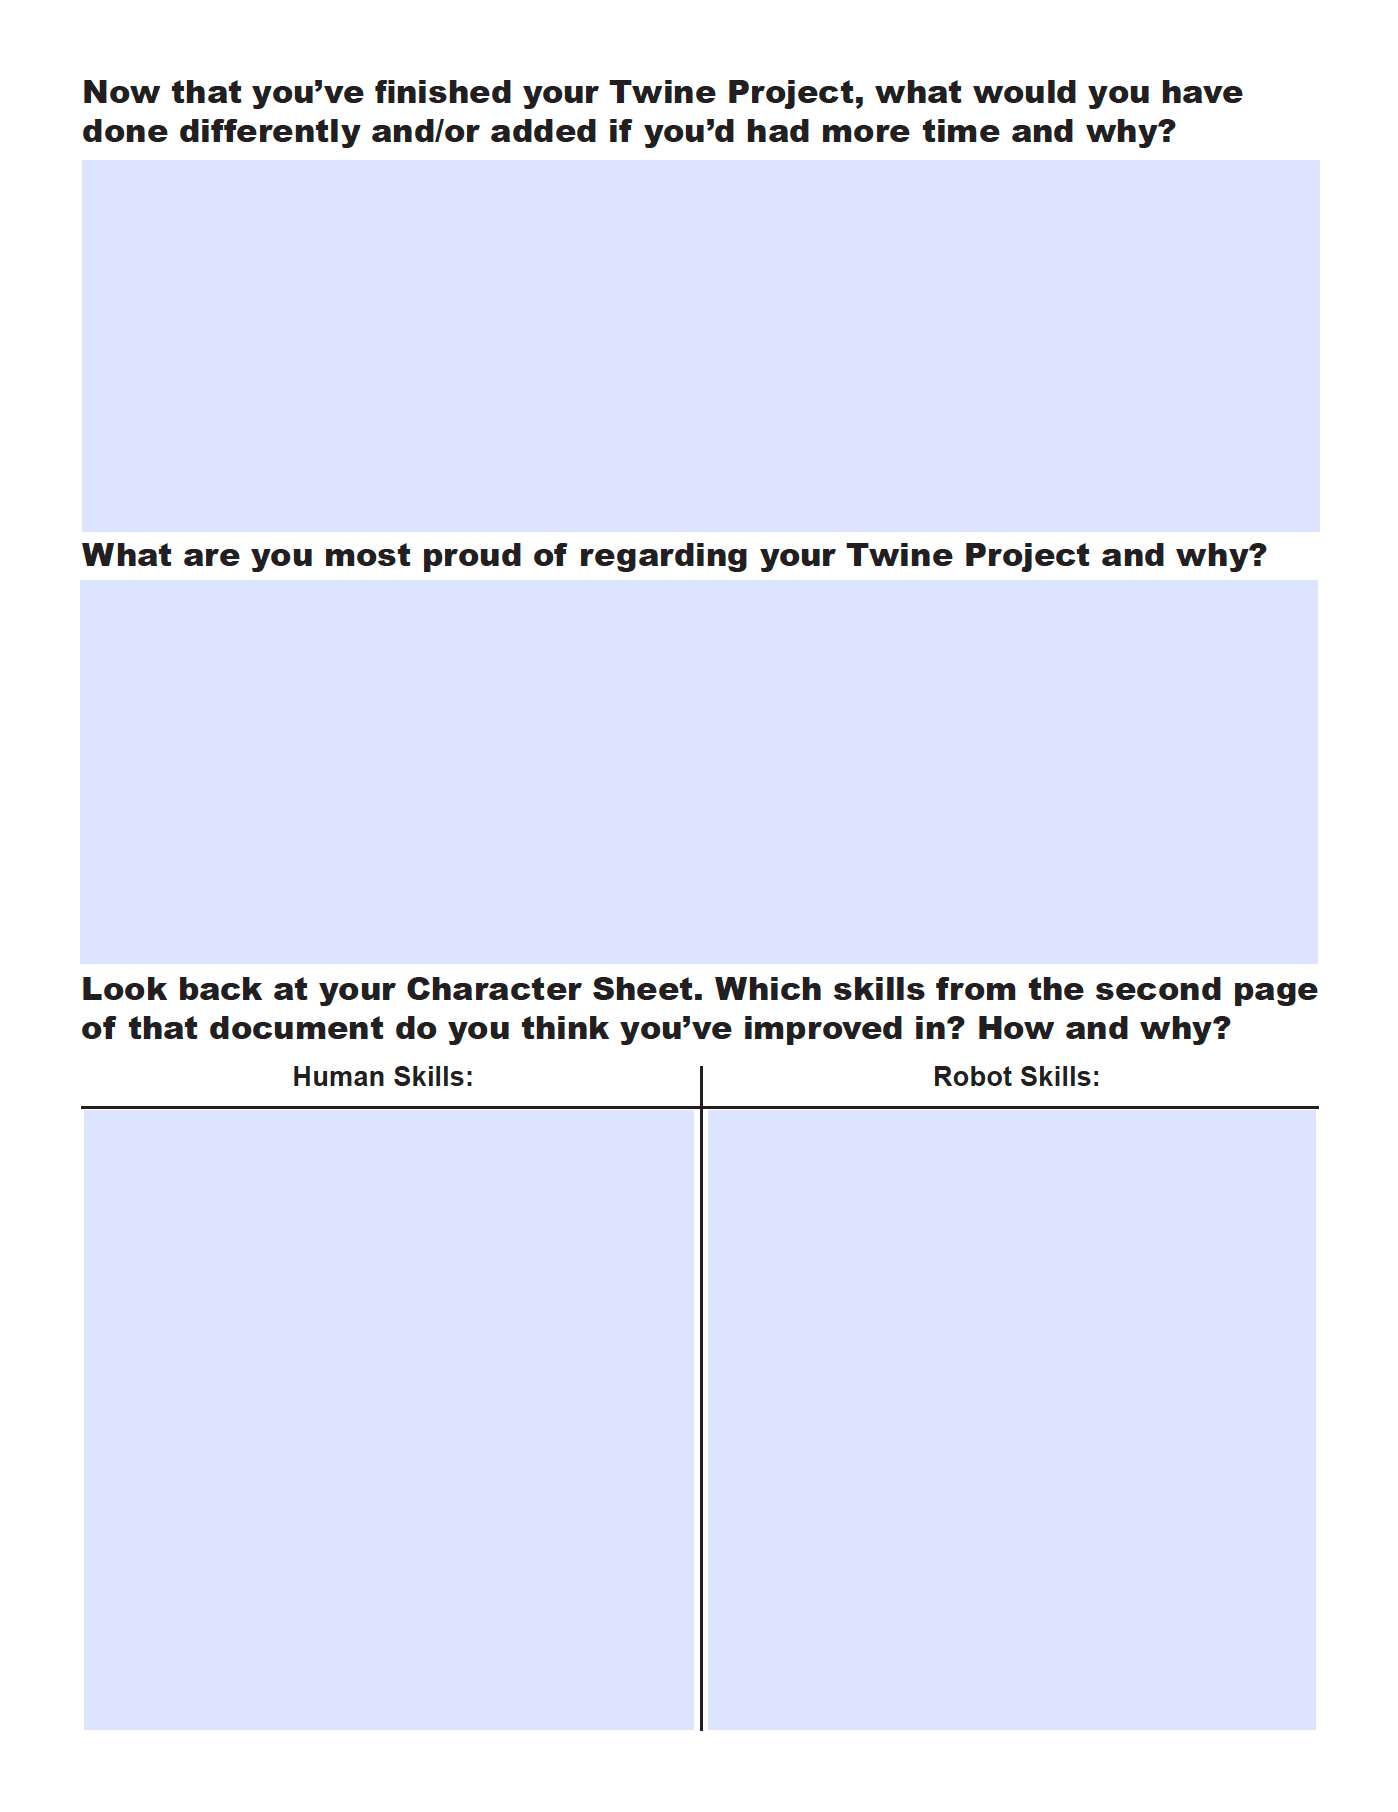 Now that you’ve finished your Twine Project, what would you have
done differently and/or added if you’d had more time and why?
What are you most proud of regarding your Twine Project and why?
Look back at your Character Sheet. Which skills from the second page
of that document do you think you’ve improved in? How and why?
Human Skills:
Robot Skills: